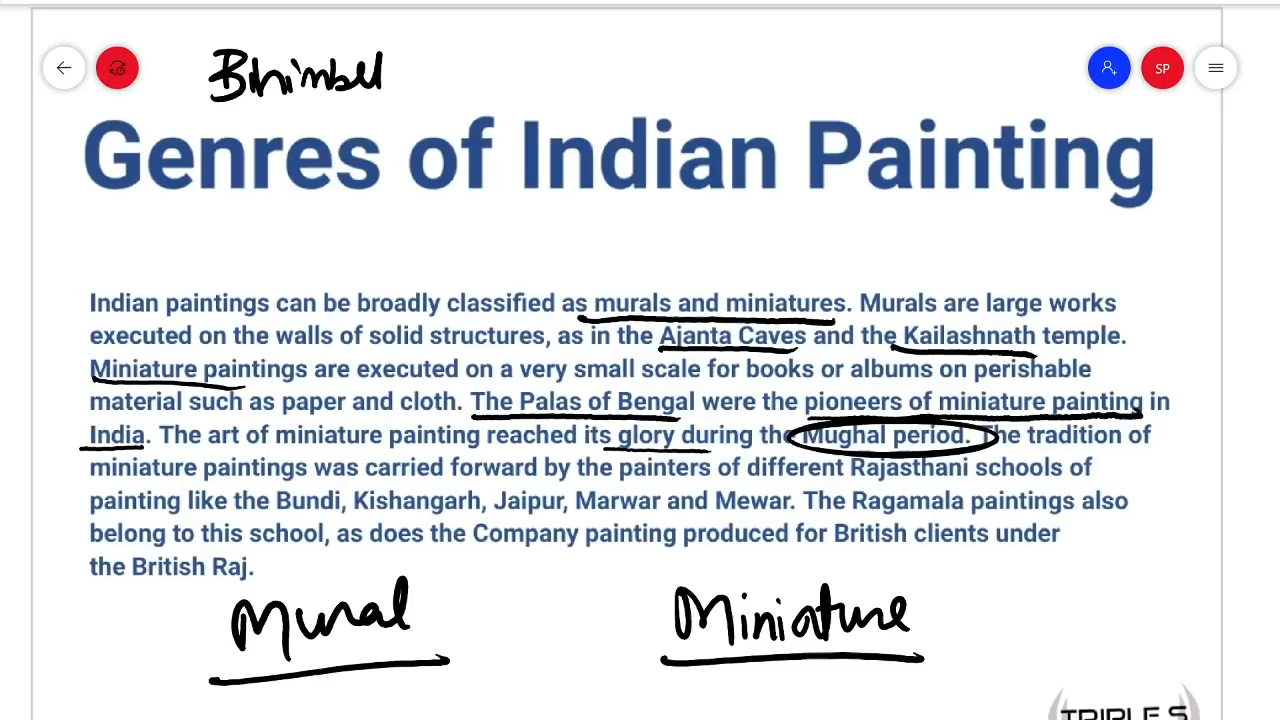 Bhimbel
SP
Genres of Indian Painting
Indian paintings can be broadly classified as murals and miniatures. Murals are large works
executed on the walls of solid structures, as in the Ajanta Caves and the Kailashnath temple.
Miniature paintings are executed on a very small scale for books or albums on perishable
material such as paper and cloth. The Palas of Bengal were the pioneers of miniature painting in
India. The art of miniature painting reached its glory during the Mughal period. The tradition of
miniature paintings was carried forward by the painters of different Rajasthani schools of
painting like the Bundi, Kishangarh, Jaipur, Marwar and Mewar. The Ragamala paintings also
belong to this school, as does the Company painting produced for British clients under
the British Raj.
Mural Miniature
TRIPLE S